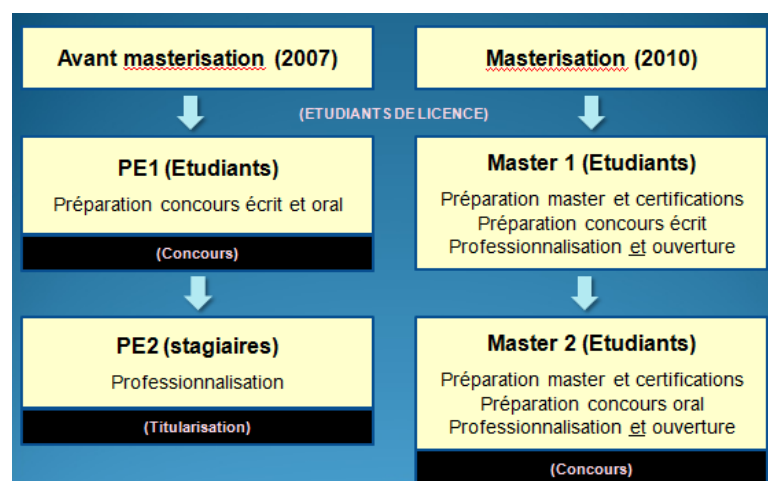 Avant masterisation (2007)
Masterisation (2010)
(ETUDIANTS DE LICENCE)
PE1 (Etudiants)
Préparation concours écrit et oral
(Concours)
PE2 (stagiaires)
Professionnalisation
(Titularisation)
Master 1 (Etudiants)
Préparation master et certifications
Préparation concours écrit
Professionnalisation et ouverture
Master 2 (Etudiants)
Préparation master et certifications
Préparation concours oral
Professionnalisation et ouverture
(Concours)